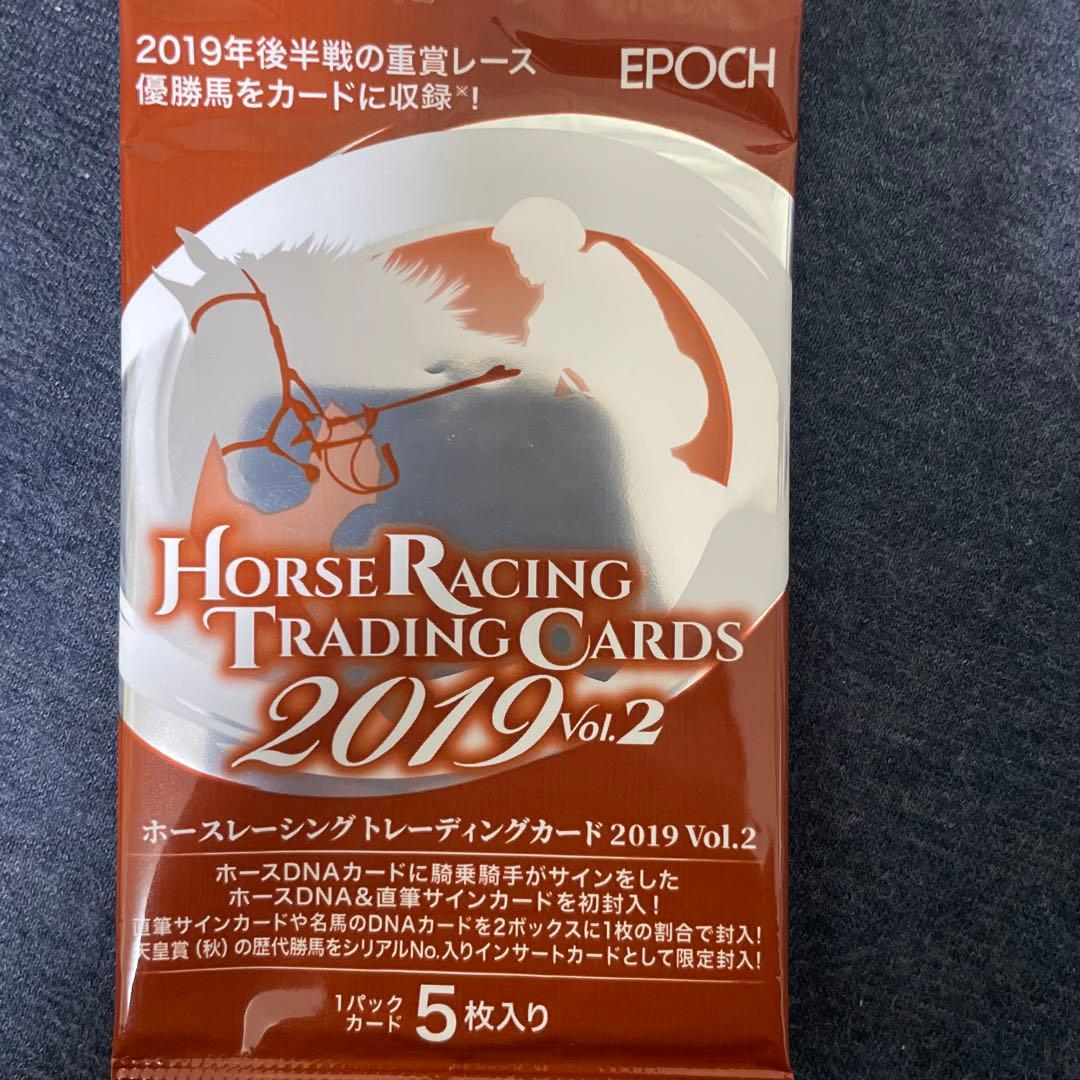 2019年後半戦の重賞レース
優勝馬をカードに収録※!
EPOCH
HORSE RACING
TRADING CARDS
2019 VOL.2
ホースレーシング トレーディングカード 2019 Vol.2
ホースDNAカードに騎乗騎手がサインをした
ホースDNA&直筆サインカードを初封入!
直筆サインカードや名馬のDNAカードを2ボックスに1枚の割合で封入!
天皇賞(秋)の歴代勝馬をシリアルNo.入りインサートカードとして限定封入!
1パック
カード 5枚入り